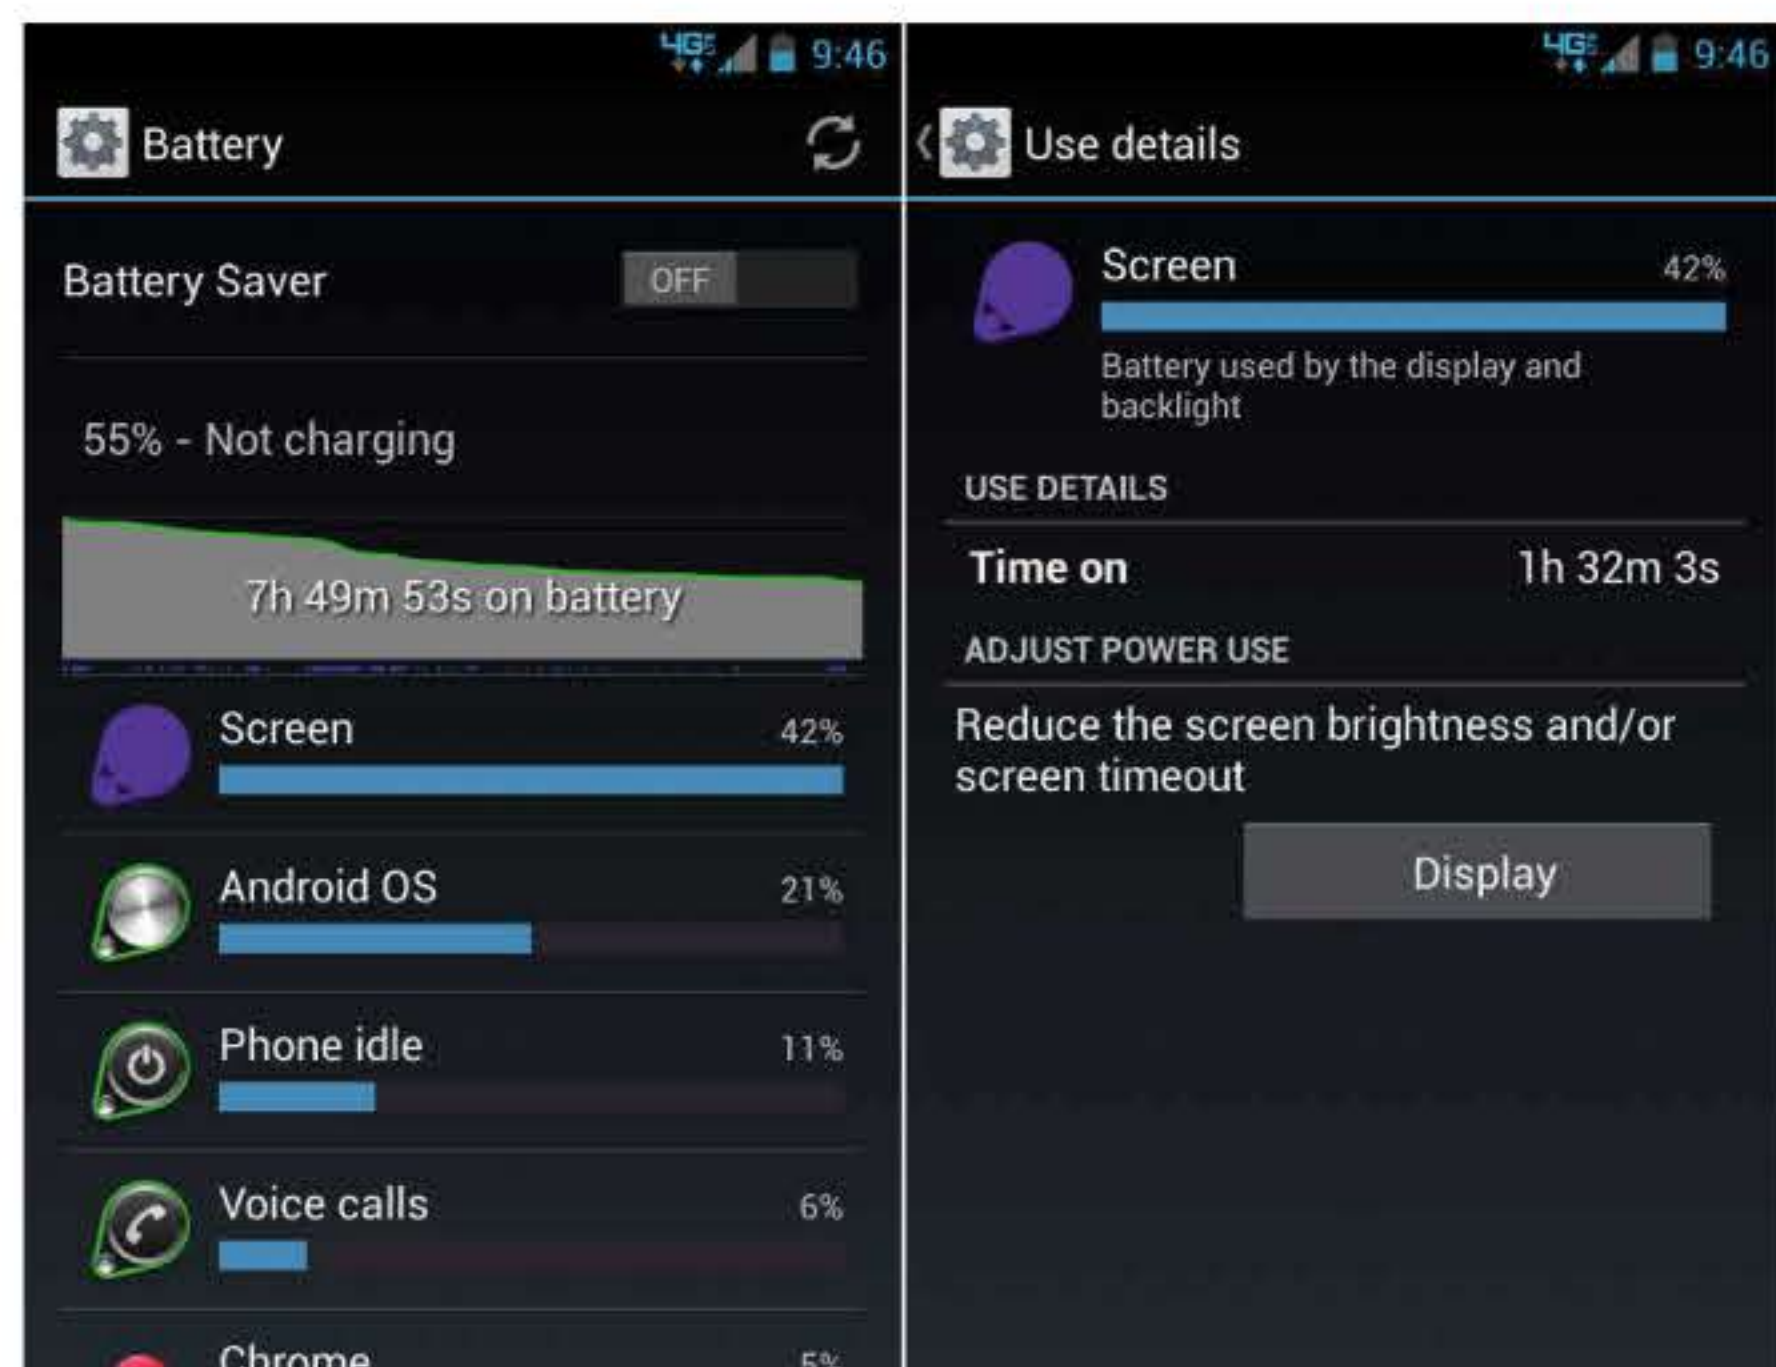 4G 9:46
Battery
Battery Saver OFF
55% - Not charging
7h 49m 53s on battery
Screen 42%
Android OS 21%
Phone idle 11%
Voice calls 6%
Chrome 5%
4G 9:46
Use details
Screen 42%
Battery used by the display and
backlight
USE DETAILS
Time on 1h 32m 3s
ADJUST POWER USE
Reduce the screen brightness and/or
screen timeout
Display